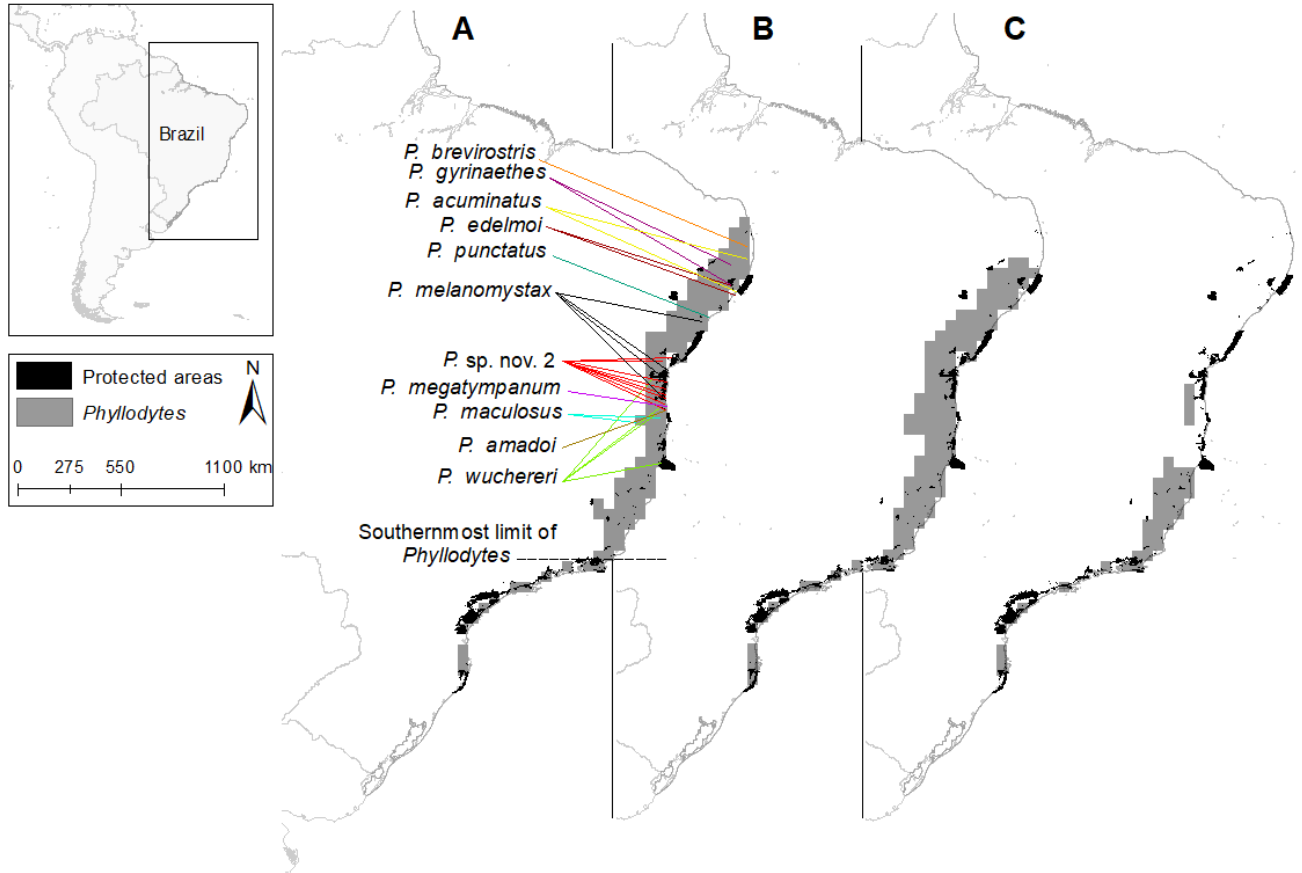 A
B
C
Brazil
P. brevirostris
P. gyrinaethes
P. acuminatus
P. edelmoi
P. punctatus
P. melanomystax
P. sp. nov. 2
P. megatympanum
P. maculosus
P. amadoi
P. wuchereri
Southernmost limit of
Phyllodytes
Protected areas
N
Phyllodytes
0 275 550 1100 km